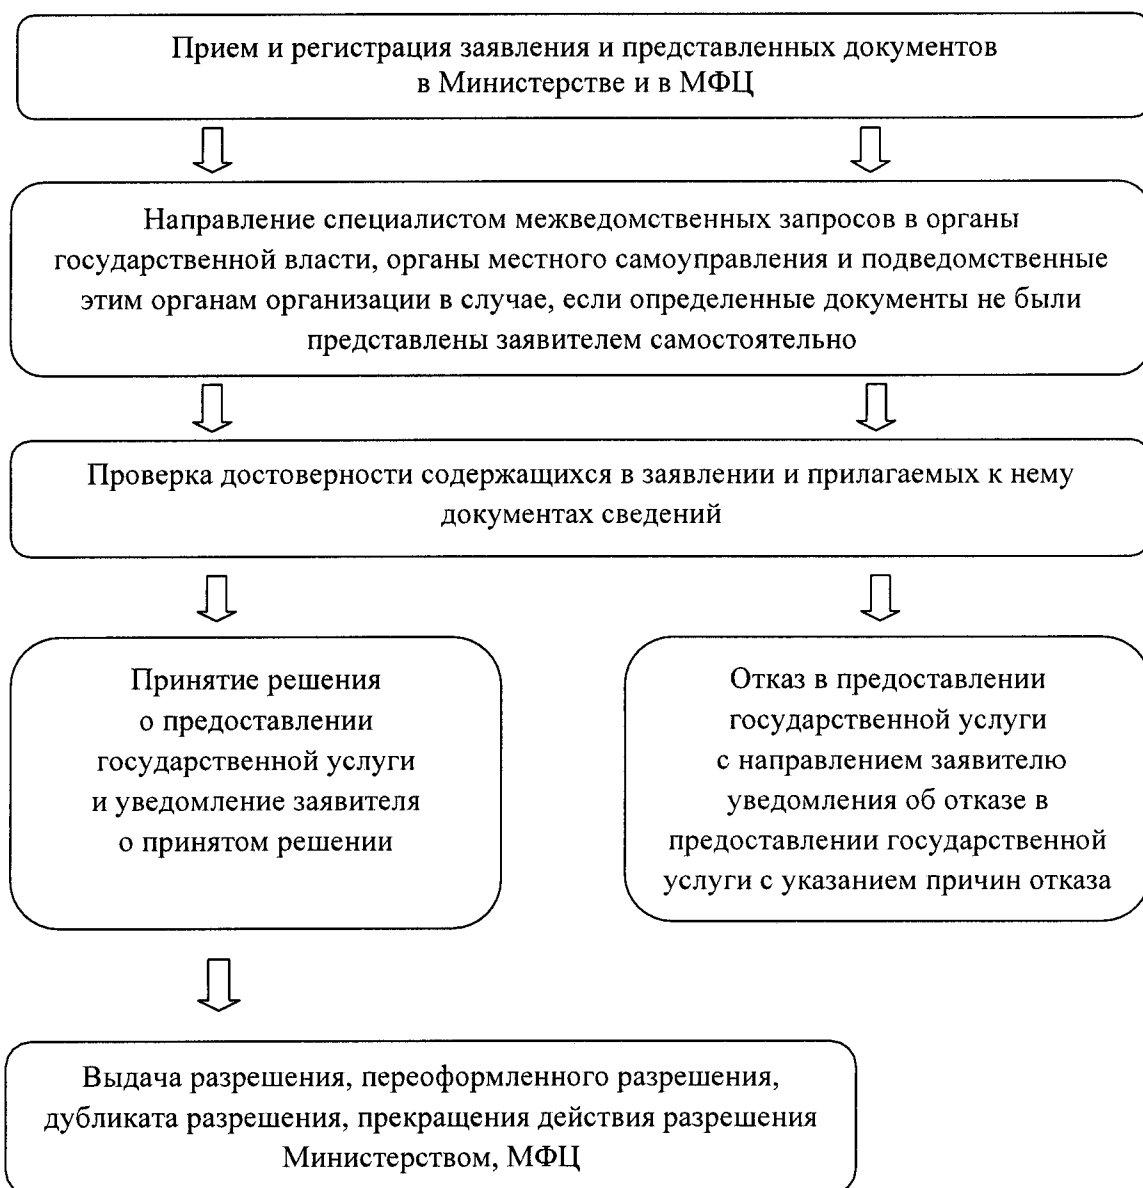 Прием и регистрация заявления и представленных документов
в Министерстве и в МФЦ
Направление специалистом межведомственных запросов в органы
государственной власти, органы местного самоуправления и подведомственные
этим органам организации в случае, если определенные документы не были
представлены заявителем самостоятельно
Проверка достоверности содержащихся в заявлении и прилагаемых к нему
документах сведений
Принятие решения
о предоставлении
государственной услуги
и уведомление заявителя
о принятом решении
Отказ в предоставлении
государственной услуги
с направлением заявителю
уведомления об отказе в
предоставлении государственной
услуги с указанием причин отказа
Выдача разрешения, переоформленного разрешения,
дубликата разрешения, прекращения действия разрешения
Министерством, МФЦ